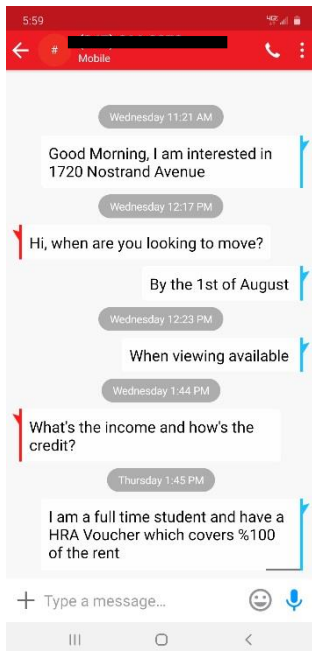 5:59
#
Mobile
Wednesday 11:21 AM
Good Morning, I am interested in
1720 Nostrand Avenue
Wednesday 12:17 PM
Hi, when are you looking to move?
By the 1st of August
Wednesday 12:23 PM
When viewing available
Wednesday 1:44 PM
What's the income and how's the
credit?
Thursday 1:45 PM
I am a full time student and have a
HRA Voucher which covers %100
of the rent
Type a message...